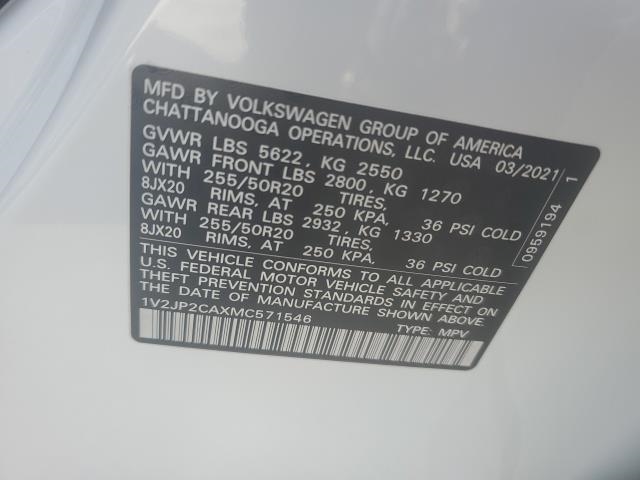 MFD BY VOLKSWAGEN GROUP OF AMERICA
CHATTANOOGA OPERATIONS, LLC. USA 03/2021
GVWR LBS 5622, KG 2550
GAWR FRONT LBS 2800, KG 1270
WITH 255/50R20 TIRES,
8JX20 RIMS, AT 250 KPA, 36 PSI COLD
GAWR REAR LBS 2932, KG 1330
WITH 255/50R20 TIRES,
8JX20 RIMS, AT 250 KPA, 36 PSI COLD
THIS VEHICLE CONFORMS TO ALL APPLICABLE
U.S. FEDERAL MOTOR VEHICLE SAFETY AND
THEFT PREVENTION STANDARDS IN EFFECT ON
THE DATE OF MANUFACTURE SHOWN ABOVE.
1V2JP2CAXMC571546
TYPE: MPV
0959194 1